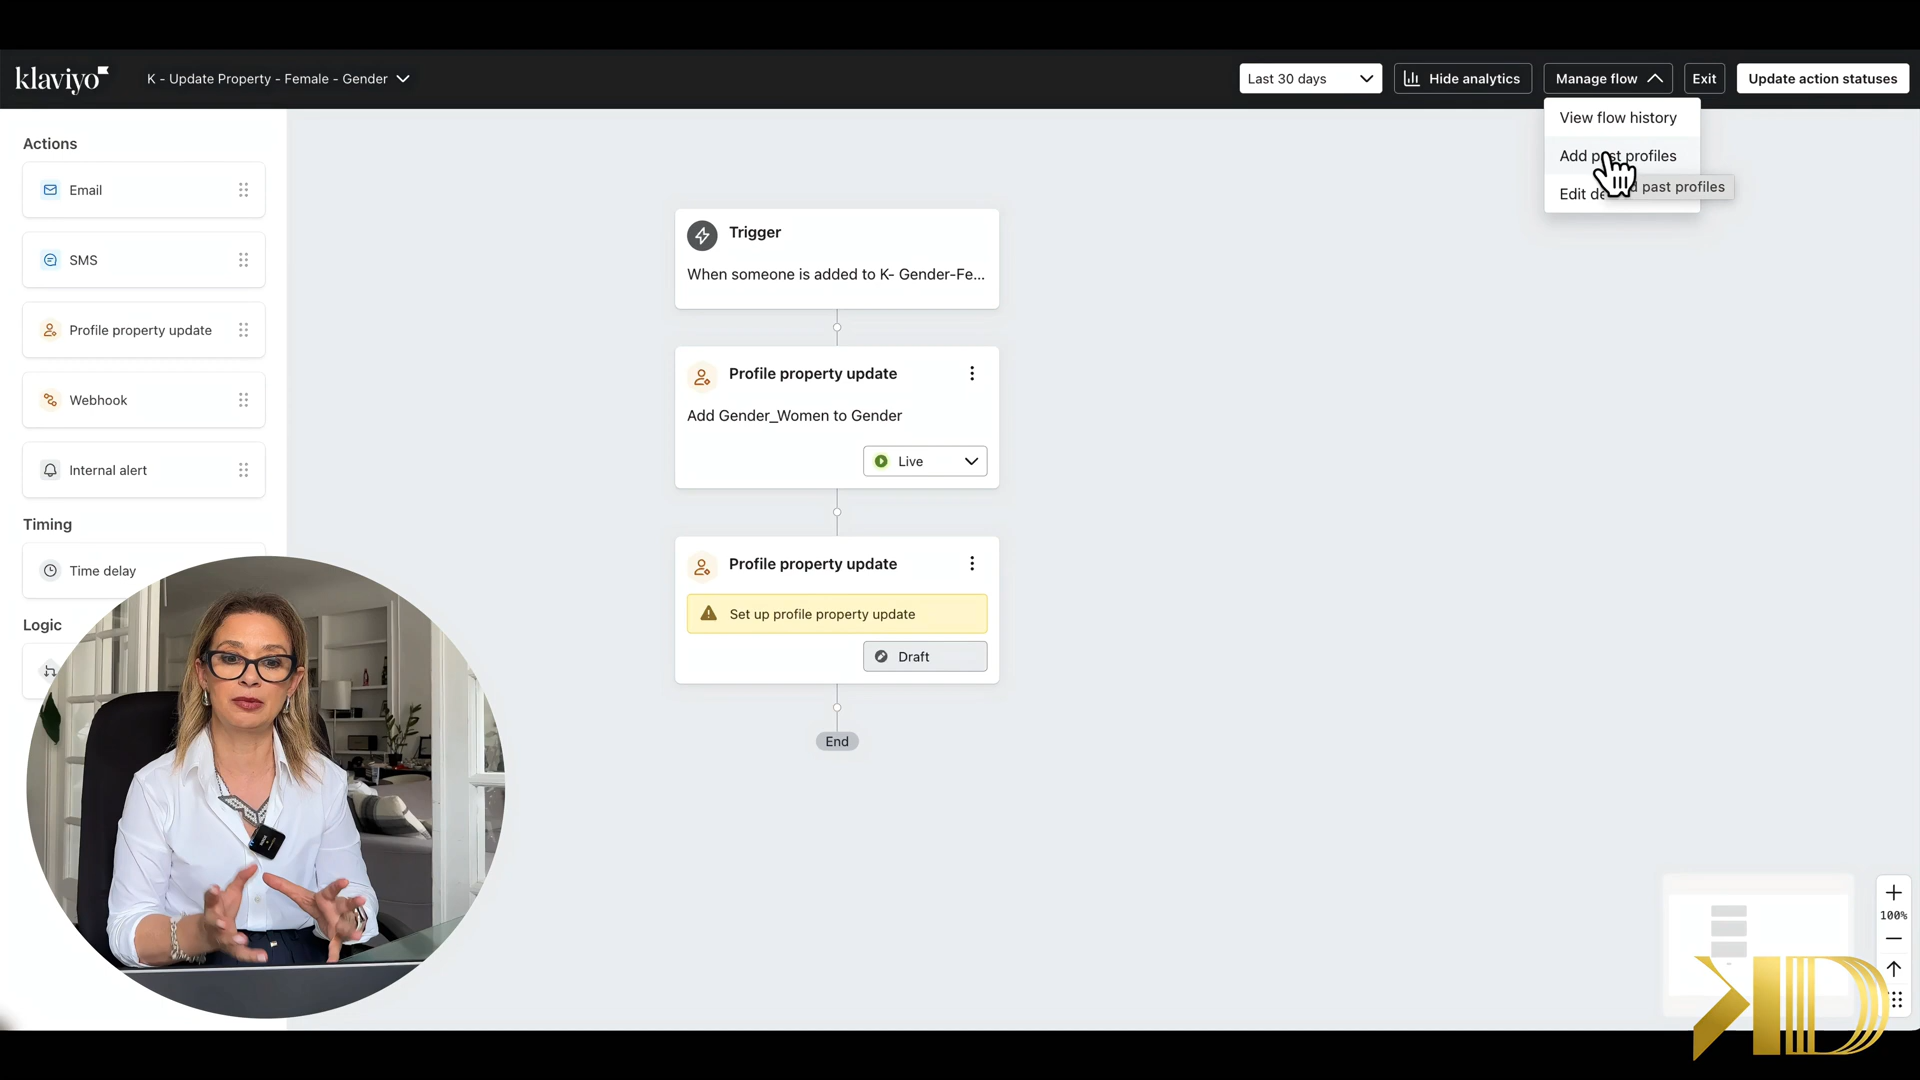 klaviyo
K - Update Property - Female - Gender
Last 30 days
Hide analytics
Manage flow
Exit
Update action statuses
View flow history
Add past profiles
Edit de
past profiles
Actions
Email
SMS
Profile property update
Webhook
Internal alert
Timing
Time delay
Logic
Trigger
When someone is added to K- Gender-Fe...
Profile property update
Add Gender_Women to Gender
Live
Profile property update
Set up profile property update
Draft
End
100%
KD